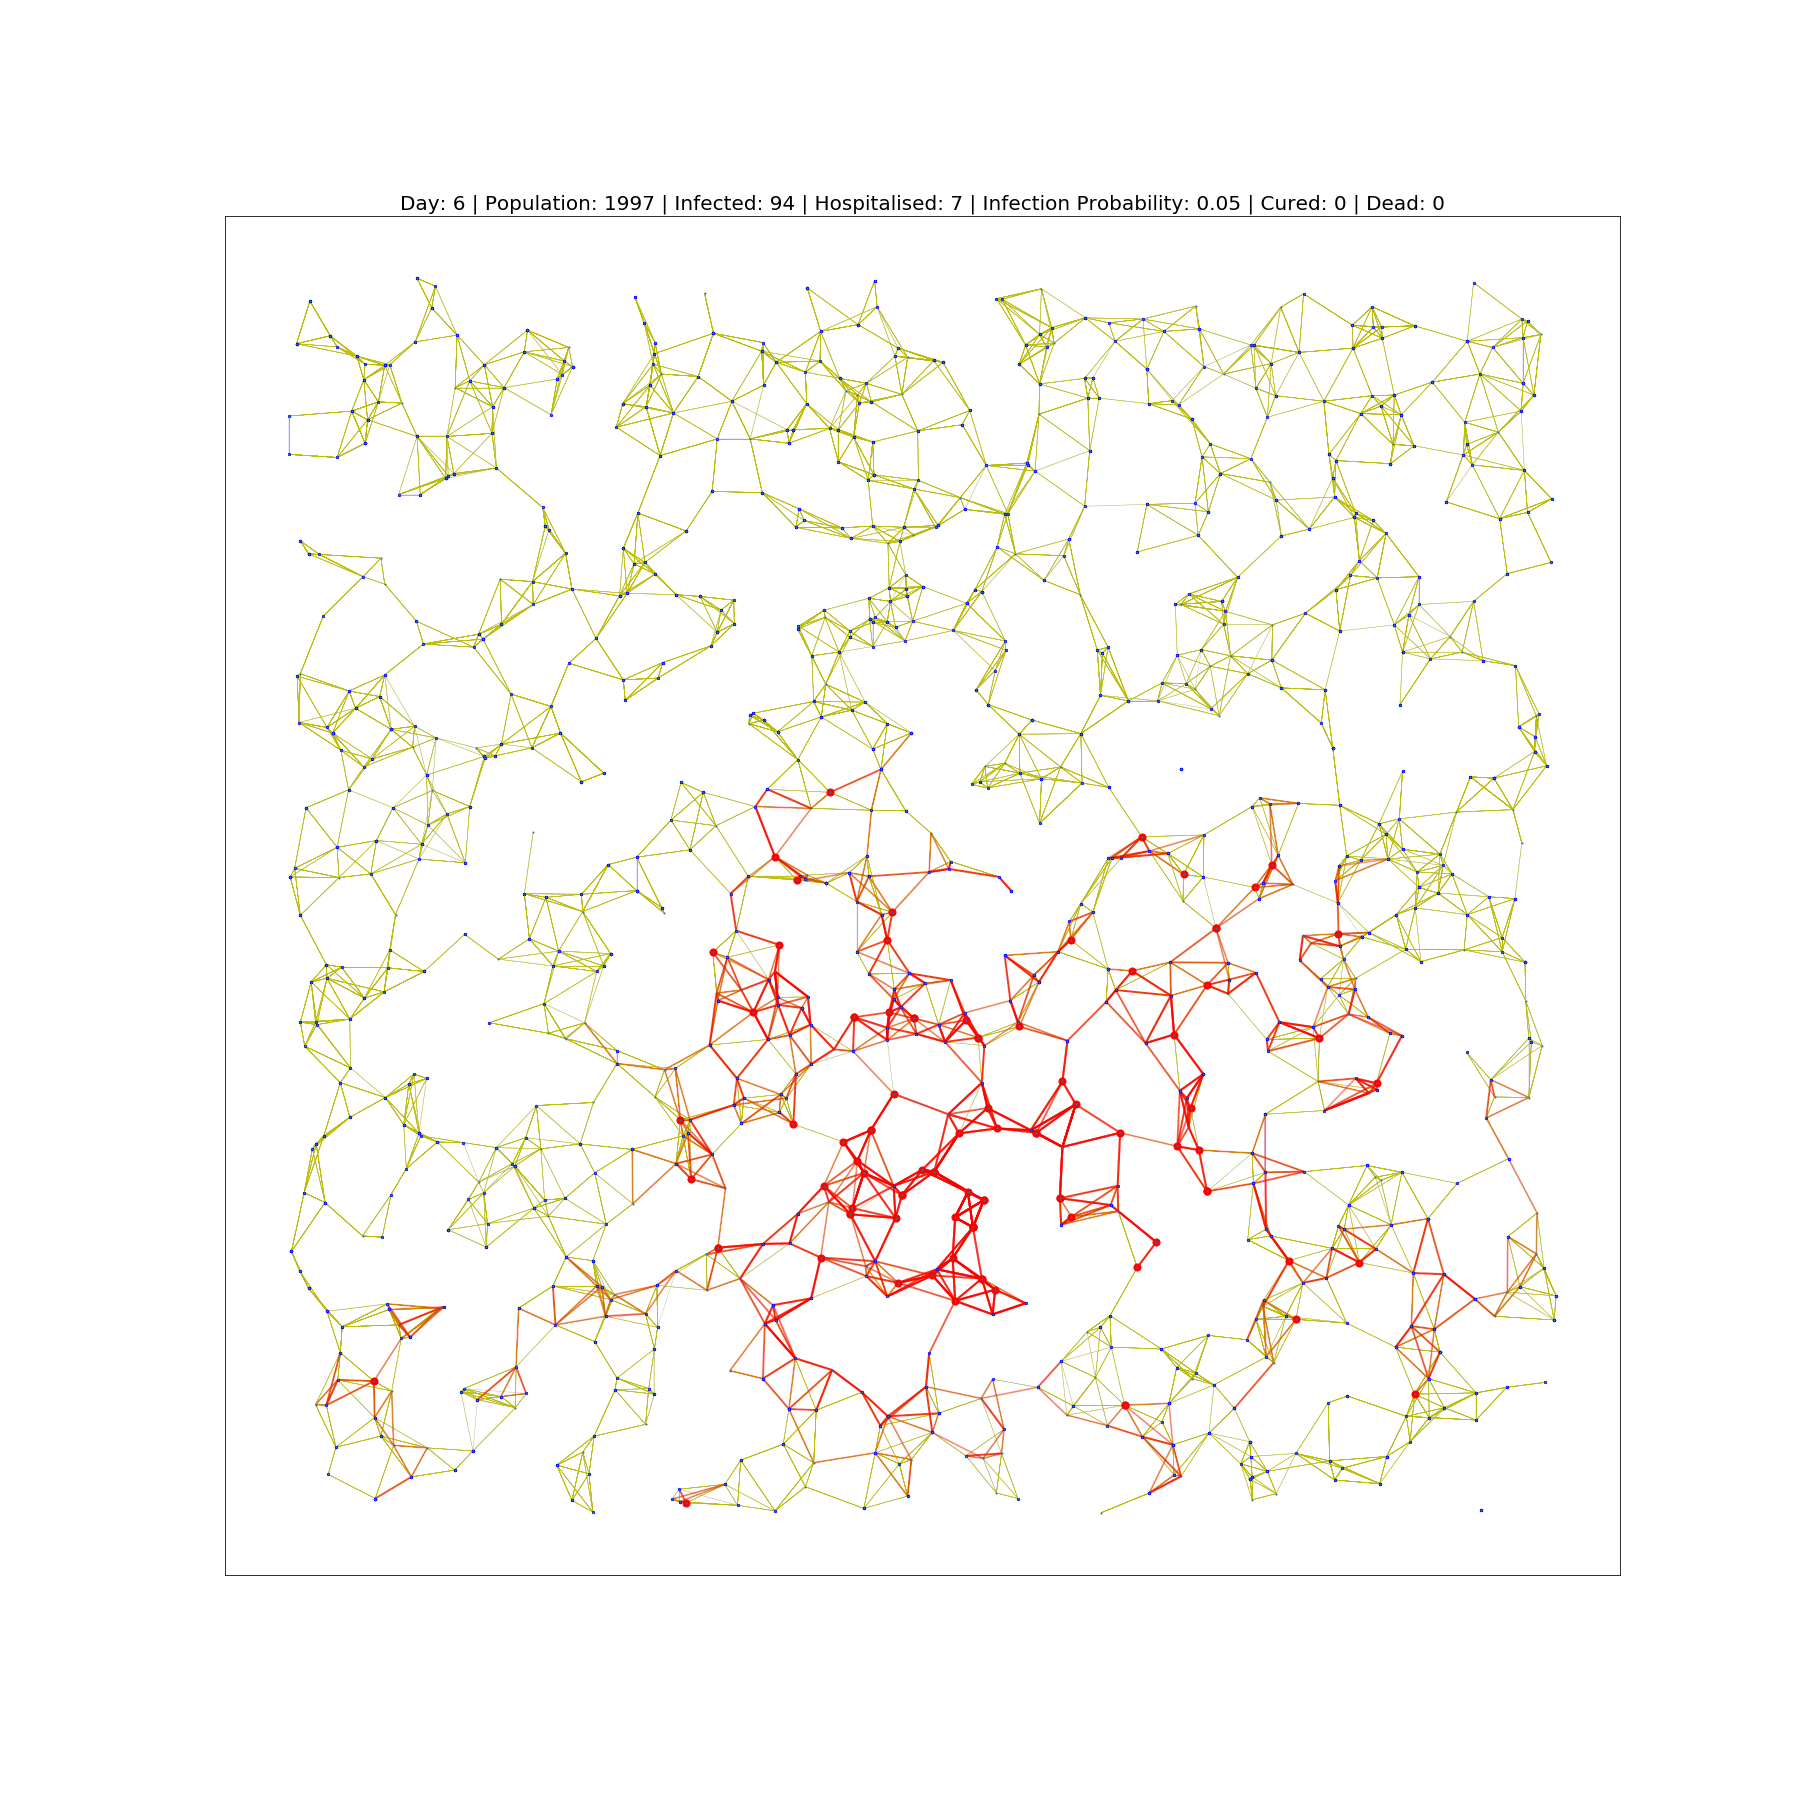 Day: 6 | Population: 1997 | Infected: 94 | Hospitalised: 7 | Infection Probability: 0.05 | Cured: 0 | Dead: 0